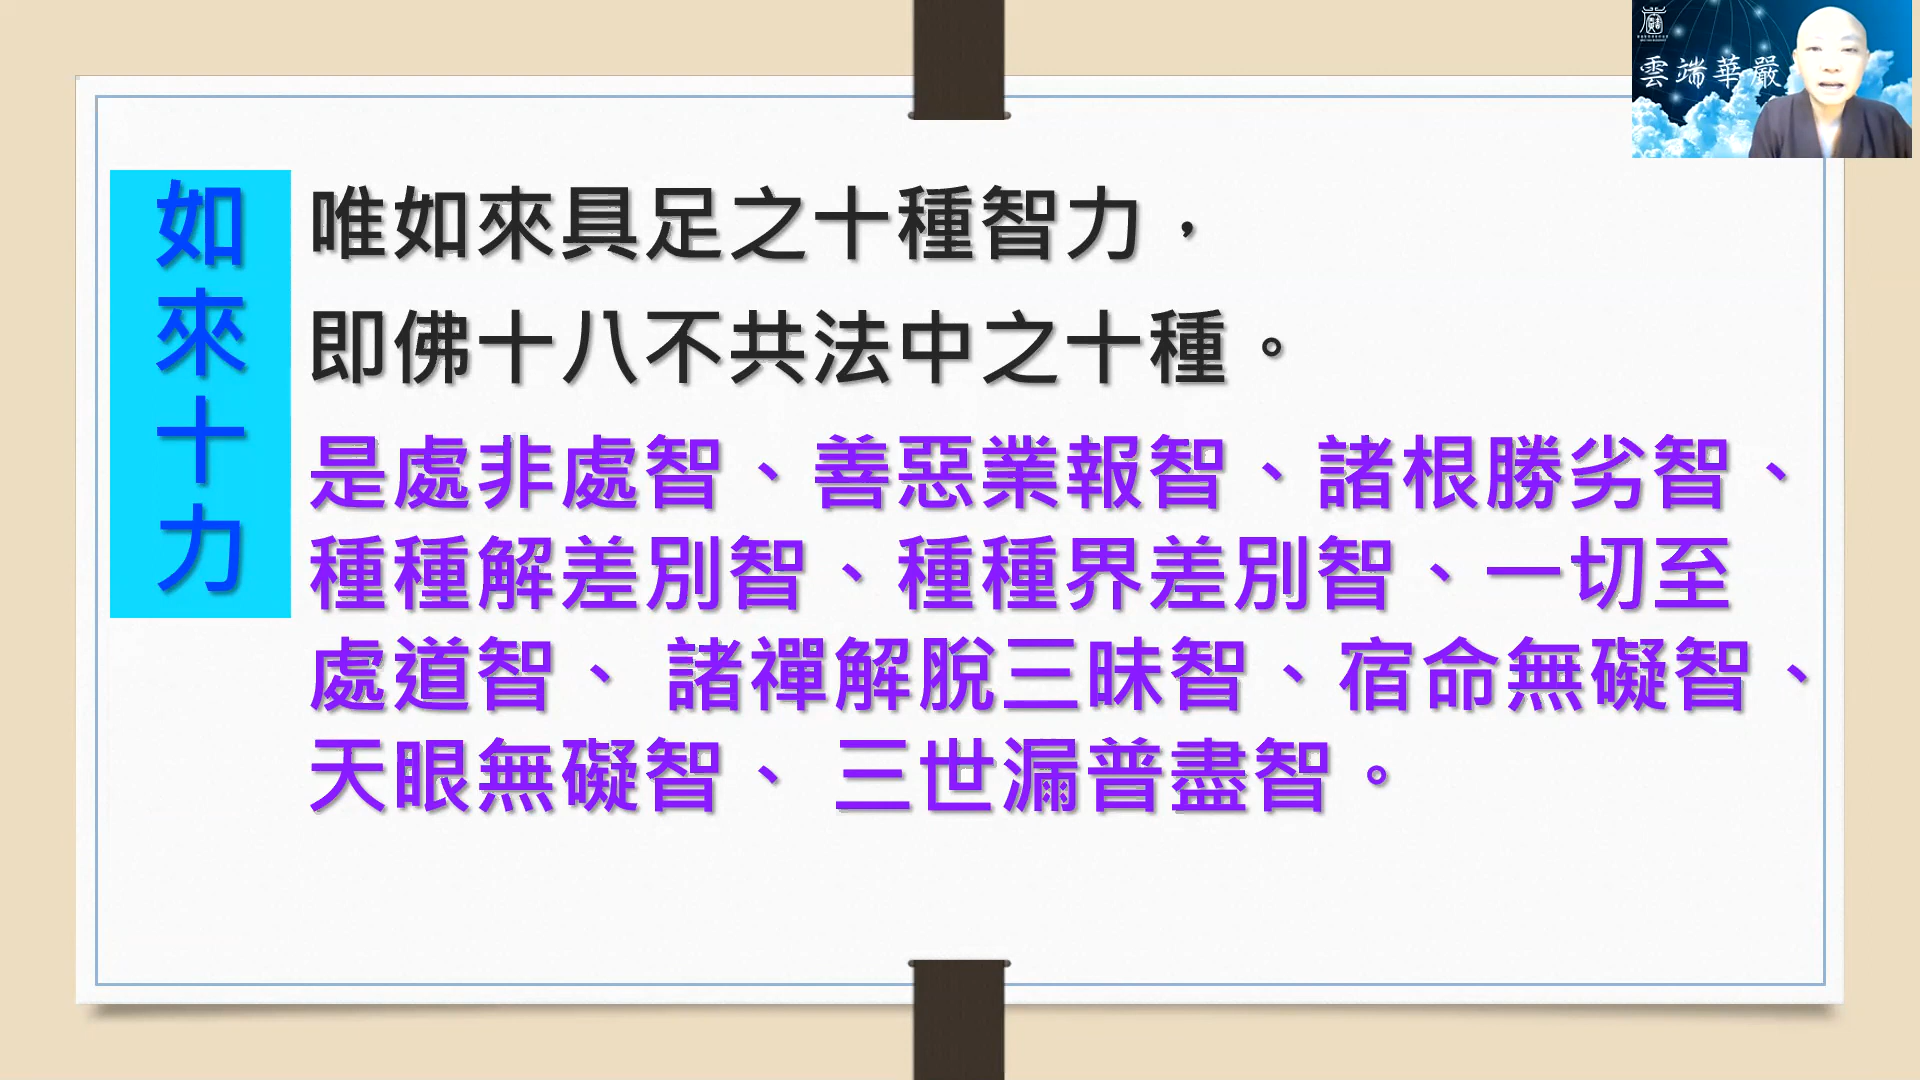 雲端華嚴
如來十力
唯如來具足之十種智力，
即佛十八不共法中之十種。
是處非處智、善惡業報智、諸根勝劣智、
種種解差別智、種種界差別智、一切至
處道智、 諸禪解脫三昧智、宿命無礙智、
天眼無礙智、 三世漏普盡智。